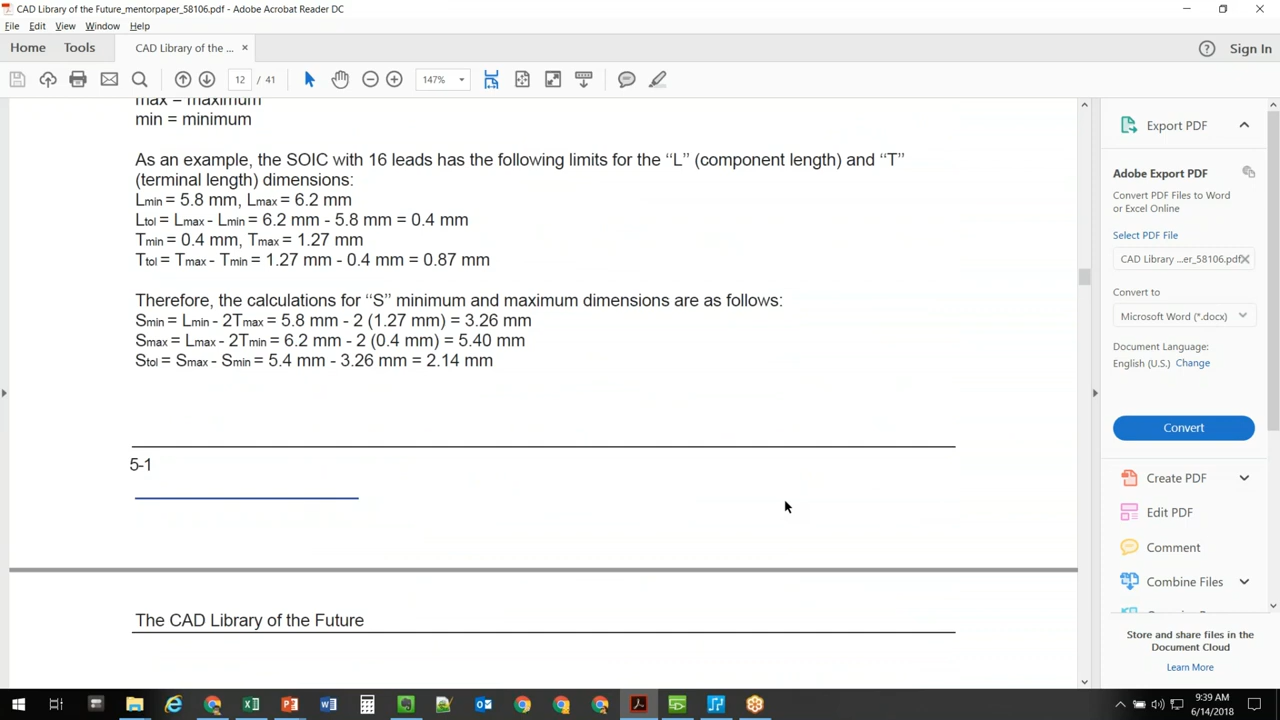 CAD Library of the Future_mentorpaper_58106.pdf - Adobe Acrobat Reader DC
File Edit View Window Help
Home Tools CAD Library of the ... × Sign In
12 / 41 147%
max = maximum
min = minimum
As an example, the SOIC with 16 leads has the following limits for the “L” (component length) and “T”
(terminal length) dimensions:
Lmin = 5.8 mm, Lmax = 6.2 mm
Ltol = Lmax - Lmin = 6.2 mm - 5.8 mm = 0.4 mm
Tmin = 0.4 mm, Tmax = 1.27 mm
Ttol = Tmax - Tmin = 1.27 mm - 0.4 mm = 0.87 mm
Therefore, the calculations for “S” minimum and maximum dimensions are as follows:
Smin = Lmin - 2Tmax = 5.8 mm - 2 (1.27 mm) = 3.26 mm
Smax = Lmax - 2Tmin = 6.2 mm - 2 (0.4 mm) = 5.40 mm
Stol = Smax - Smin = 5.4 mm - 3.26 mm = 2.14 mm
5-1
The CAD Library of the Future
Export PDF
Adobe Export PDF
Convert PDF Files to Word
or Excel Online
Select PDF File
CAD Library ...er_58106.pdf
Convert to
Microsoft Word (*.docx)
Document Language:
English (U.S.) Change
Convert
Create PDF
Edit PDF
Comment
Combine Files
Store and share files in the
Document Cloud
Learn More
9:39 AM
6/14/2018